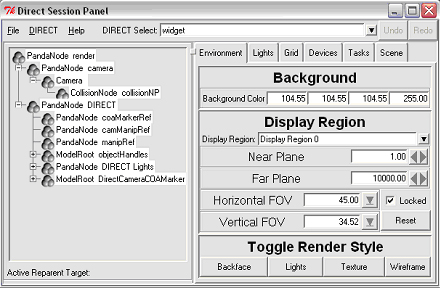 Direct Session Panel
File DIRECT Help DIRECT Select: widget Undo Redo
PandaNode render
PandaNode camera
Camera
CollisionNode collisionNP
PandaNode DIRECT
PandaNode coaMarkerRef
PandaNode camManipRef
PandaNode manipRef
ModelRoot objectHandles
PandaNode DIRECT Lights
ModelRoot DirectCameraCOAMarker
Active Reparent Target:
Environment Lights Grid Devices Tasks Scene
Background
Background Color 104.55 104.55 104.55 255.00
Display Region
Display Region: Display Region 0
Near Plane 1.00
Far Plane 10000.00
Horizontal FOV 45.00 Locked
Vertical FOV 34.52 Reset
Toggle Render Style
Backface Lights Texture Wireframe